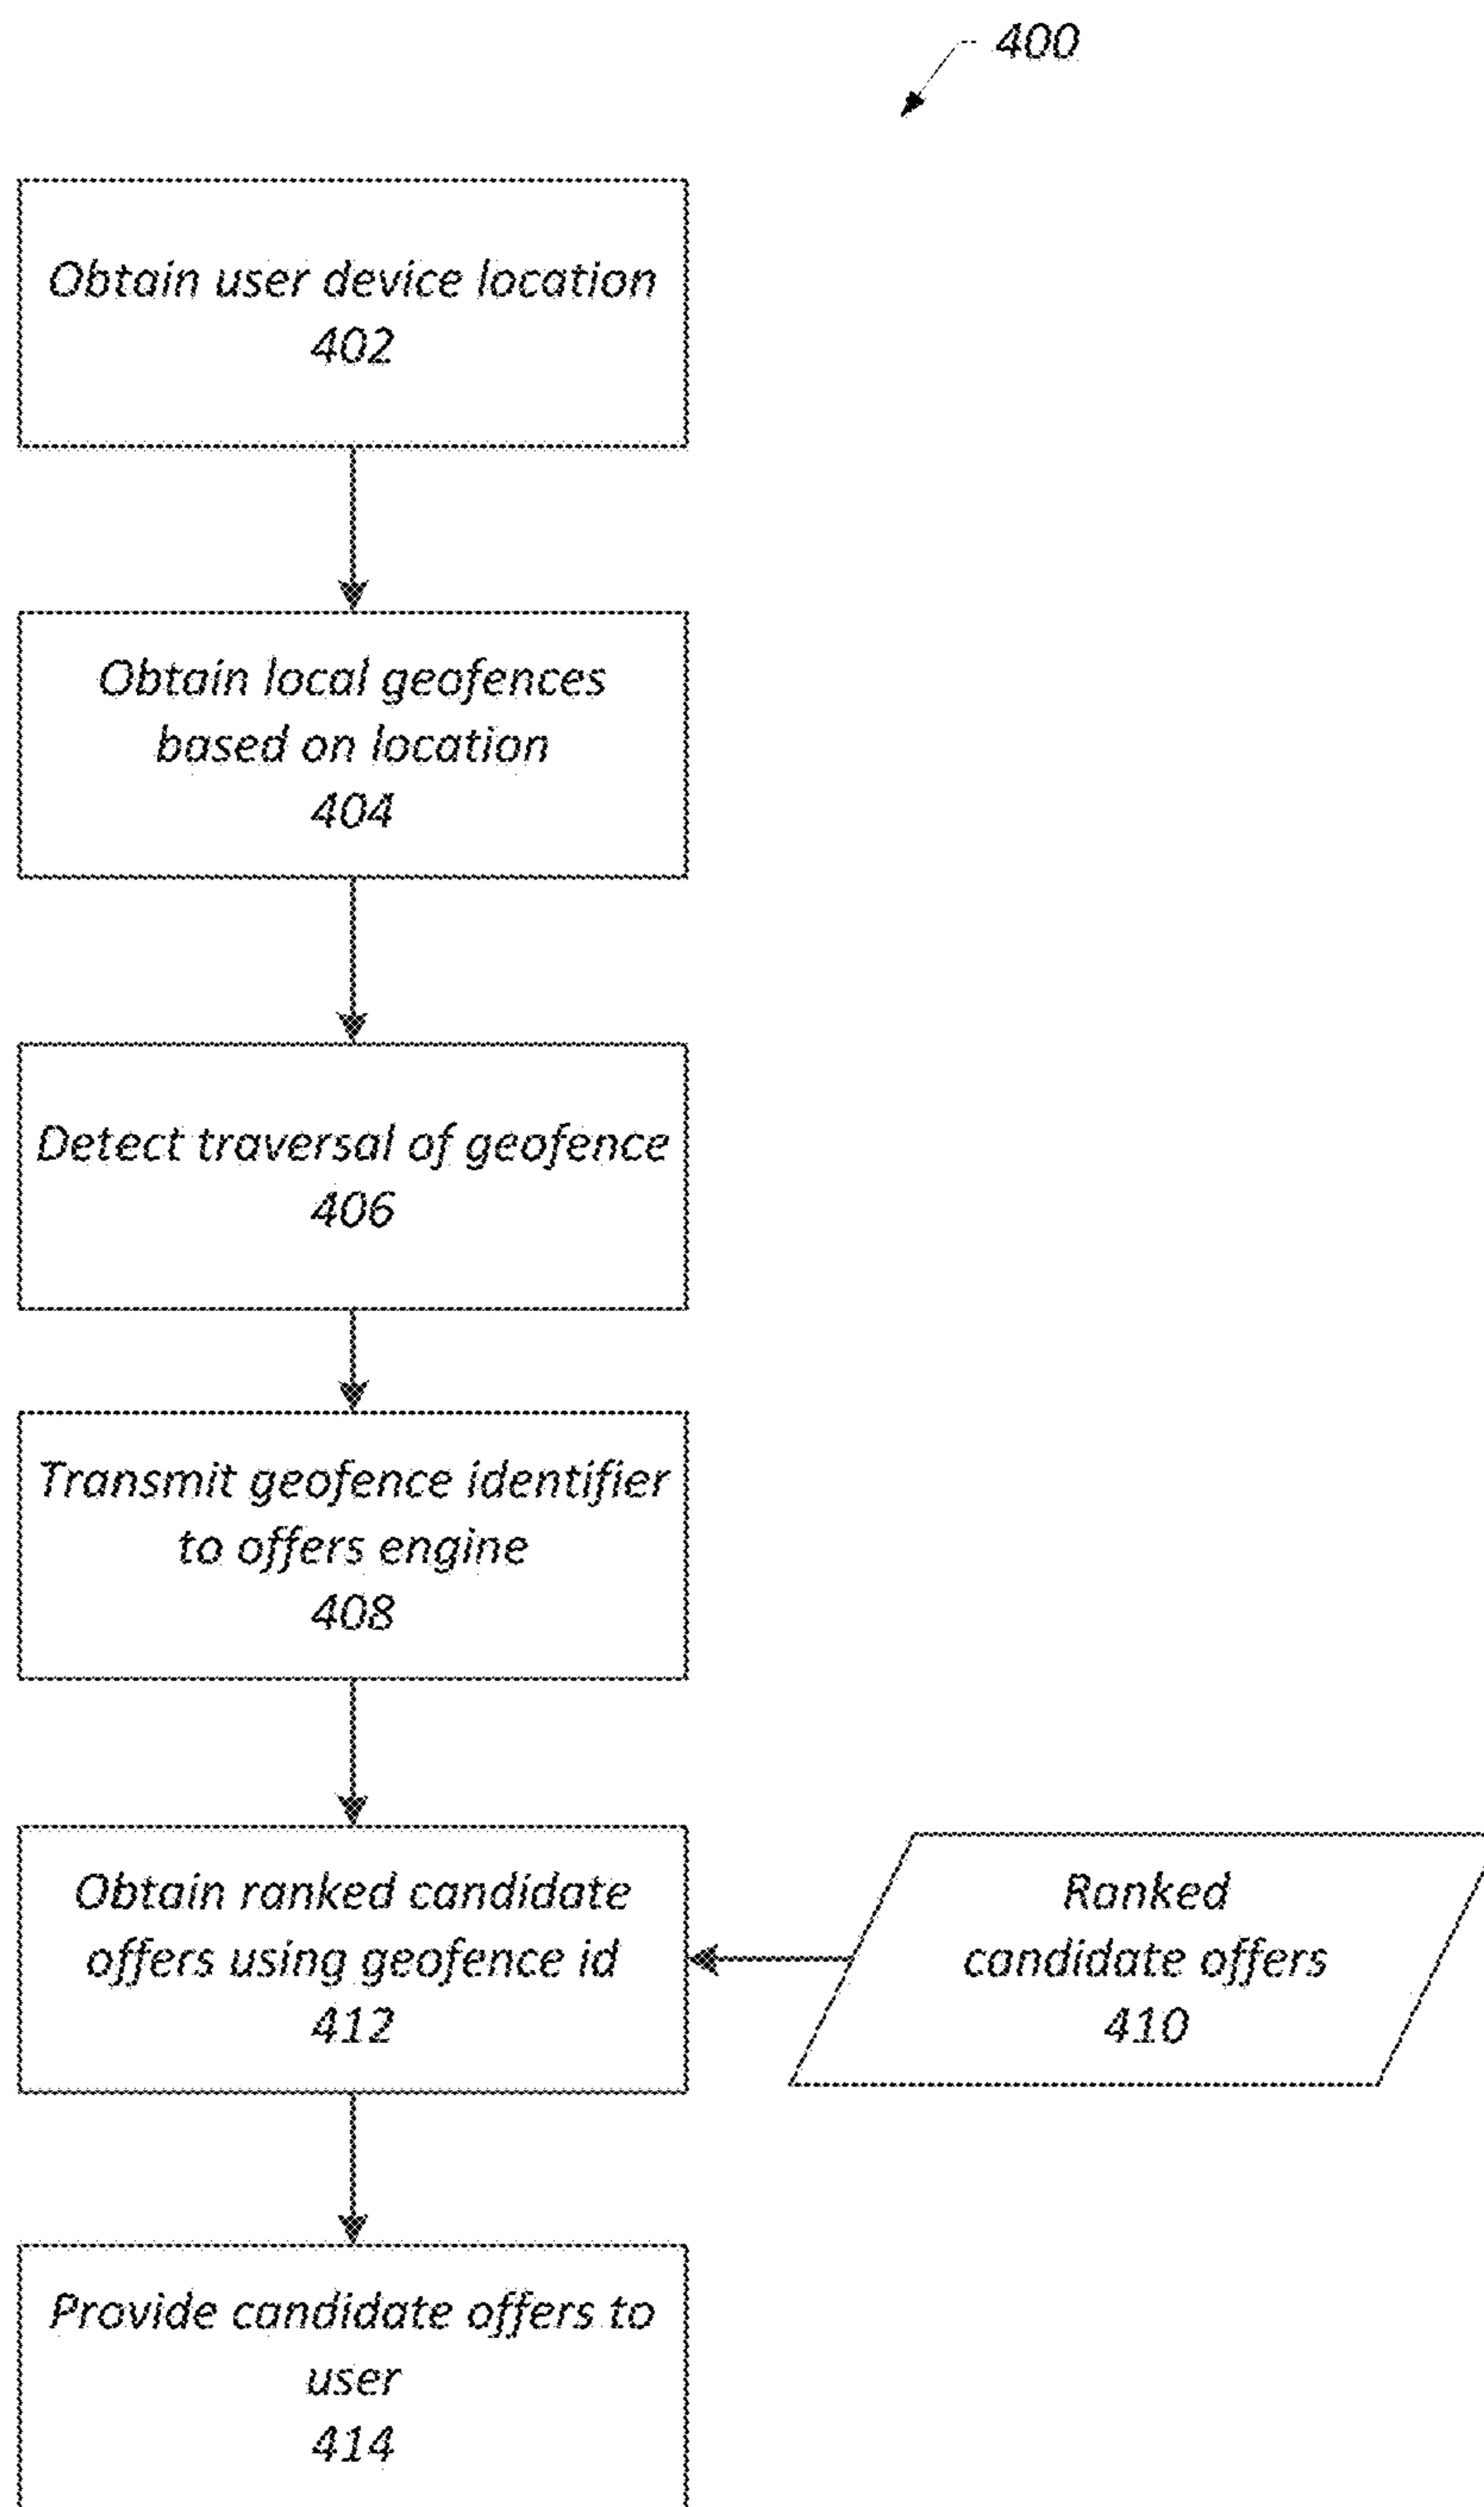 400
Obtain user device location
402
Obtain local geofences
based on location
404
Detect traversal of geofence
406
Transmit geofence identifier
to offers engine
408
Obtain ranked candidate
offers using geofence id
412
Ranked
candidate offers
410
Provide candidate offers to
user
414